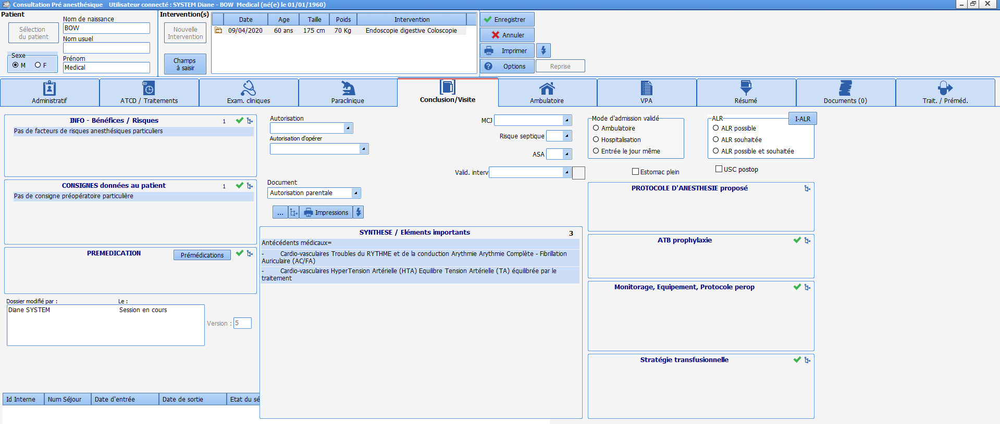 Consultation Pré anesthésique    Utilisateur connecté : SYSTEM Diane - BOW  Medical (né(e) le 01/01/1960)
Patient
Sélection
du patient
Sexe
M
F
Nom de naissance
BOW
Nom usuel
Prénom
Medical
Intervention(s)
Nouvelle
Intervention
Champs
à saisir
Date Age Taille Poids Intervention
09/04/2020 60 ans 175 cm 70 Kg Endoscopie digestive Coloscopie
Enregistrer
Annuler
Imprimer
Options
Reprise
Administratif
ATCD / Traitements
Exam. cliniques
Paraclinique
Conclusion/Visite
Ambulatoire
VPA
Résumé
Documents (0)
Trait. / Préméd.
INFO - Bénéfices / Risques 1
Pas de facteurs de risques anesthésiques particuliers
CONSIGNES données au patient 1
Pas de consigne préopératoire particulière
PREMEDICATION
Prémédications
Dossier modifié par : Le :
Diane SYSTEM Session en cours
Version : 5
Id Interne Num Séjour Date d'entrée Date de sortie Etat du sé
Autorisation
Autorisation d'opérer
MCJ
Risque septique
ASA
Valid. interv
Document
Autorisation parentale
...
Impressions
SYNTHESE / Eléments importants 3
Antécédents médicaux=
- Cardio-vasculaires Troubles du RYTHME et de la conduction Arythmie Arythmie Complète - Fibrillation
Auriculaire (AC/FA)
- Cardio-vasculaires HyperTension Artérielle (HTA) Equilibre Tension Artérielle (TA) équilibrée par le
traitement
Mode d'admission validé
Ambulatoire
Hospitalisation
Entrée le jour même
ALR
I-ALR
ALR possible
ALR souhaitée
ALR possible et souhaitée
Estomac plein
USC postop
PROTOCOLE D'ANESTHESIE proposé
ATB prophylaxie
Monitorage, Equipement, Protocole perop
Stratégie transfusionnelle